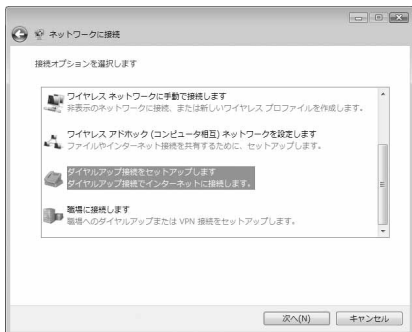 ネットワークに接続
接続オプションを選択します
ワイヤレス ネットワークに手動で接続します
非表示のネットワークに接続、または新しいワイヤレス プロファイルを作成します。
ワイヤレス アドホック (コンピュータ相互) ネットワークを設定します
ファイルやインターネット接続を共有するために、セットアップします。
ダイヤルアップ接続をセットアップします
ダイヤルアップ接続でインターネットに接続します。
職場に接続します
職場へのダイヤルアップまたは VPN 接続をセットアップします。
次へ(N)
キャンセル